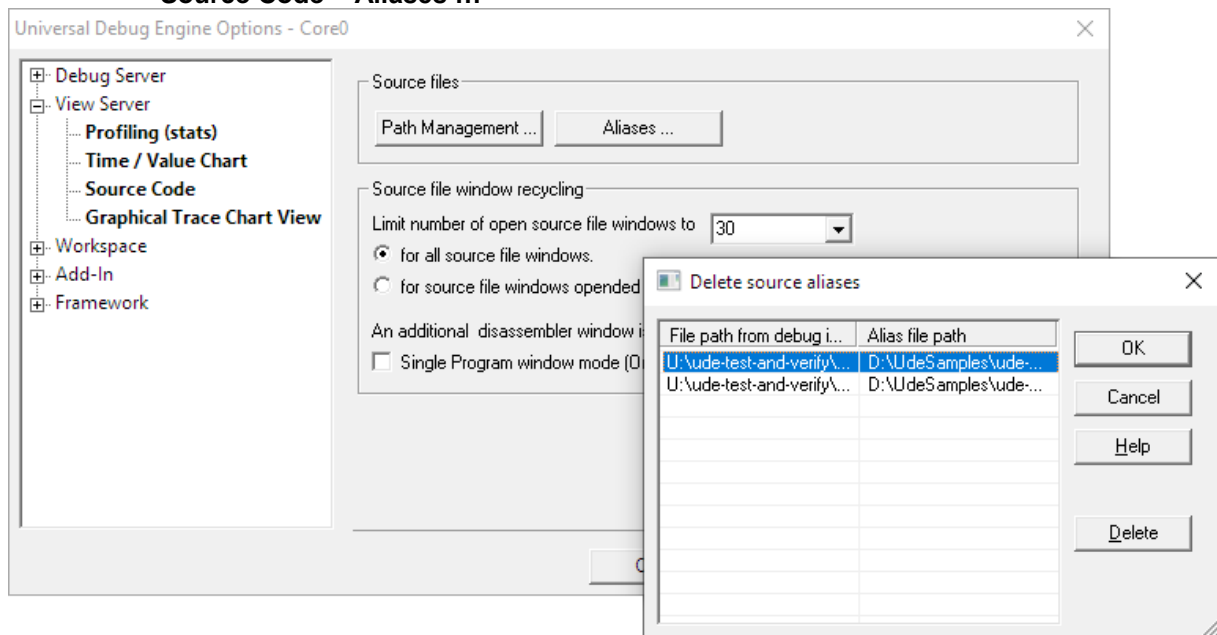 Source Code – Aliases …
Universal Debug Engine Options - Core0
Debug Server
View Server
Profiling (stats)
Time / Value Chart
Source Code
Graphical Trace Chart View
Workspace
Add-In
Framework
Source files
Path Management ...
Aliases ...
Source file window recycling
Limit number of open source file windows to
30
for all source file windows.
for source file windows opended
An additional disassembler window
Single Program window mode
Delete source aliases
File path from debug i...
Alias file path
U:\ude-test-and-verify\...
D:\UdeSamples\ude-...
U:\ude-test-and-verify\...
D:\UdeSamples\ude-...
OK
Cancel
Help
Delete